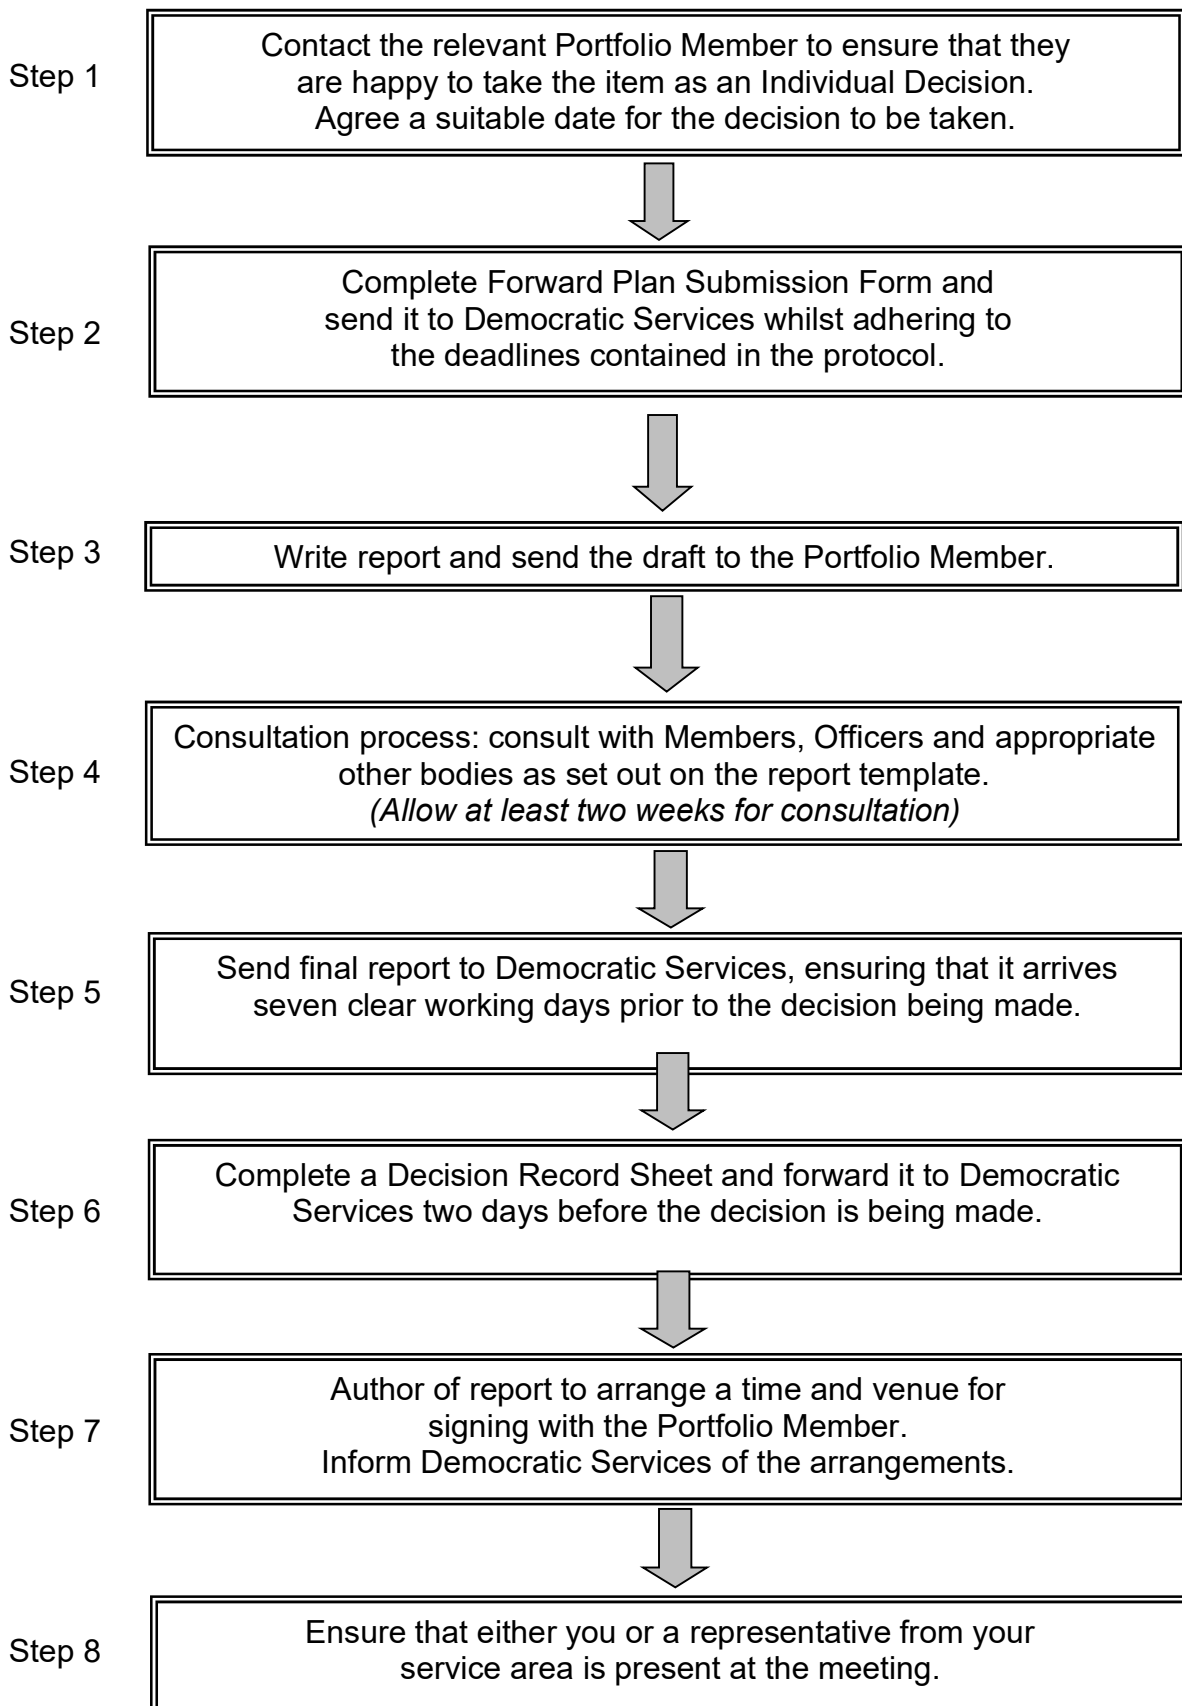 Step 1
Contact the relevant Portfolio Member to ensure that they
are happy to take the item as an Individual Decision.
Agree a suitable date for the decision to be taken.
Step 2
Complete Forward Plan Submission Form and
send it to Democratic Services whilst adhering to
the deadlines contained in the protocol.
Step 3
Write report and send the draft to the Portfolio Member.
Step 4
Consultation process: consult with Members, Officers and appropriate
other bodies as set out on the report template.
(Allow at least two weeks for consultation)
Step 5
Send final report to Democratic Services, ensuring that it arrives
seven clear working days prior to the decision being made.
Step 6
Complete a Decision Record Sheet and forward it to Democratic
Services two days before the decision is being made.
Step 7
Author of report to arrange a time and venue for
signing with the Portfolio Member.
Inform Democratic Services of the arrangements.
Step 8
Ensure that either you or a representative from your
service area is present at the meeting.